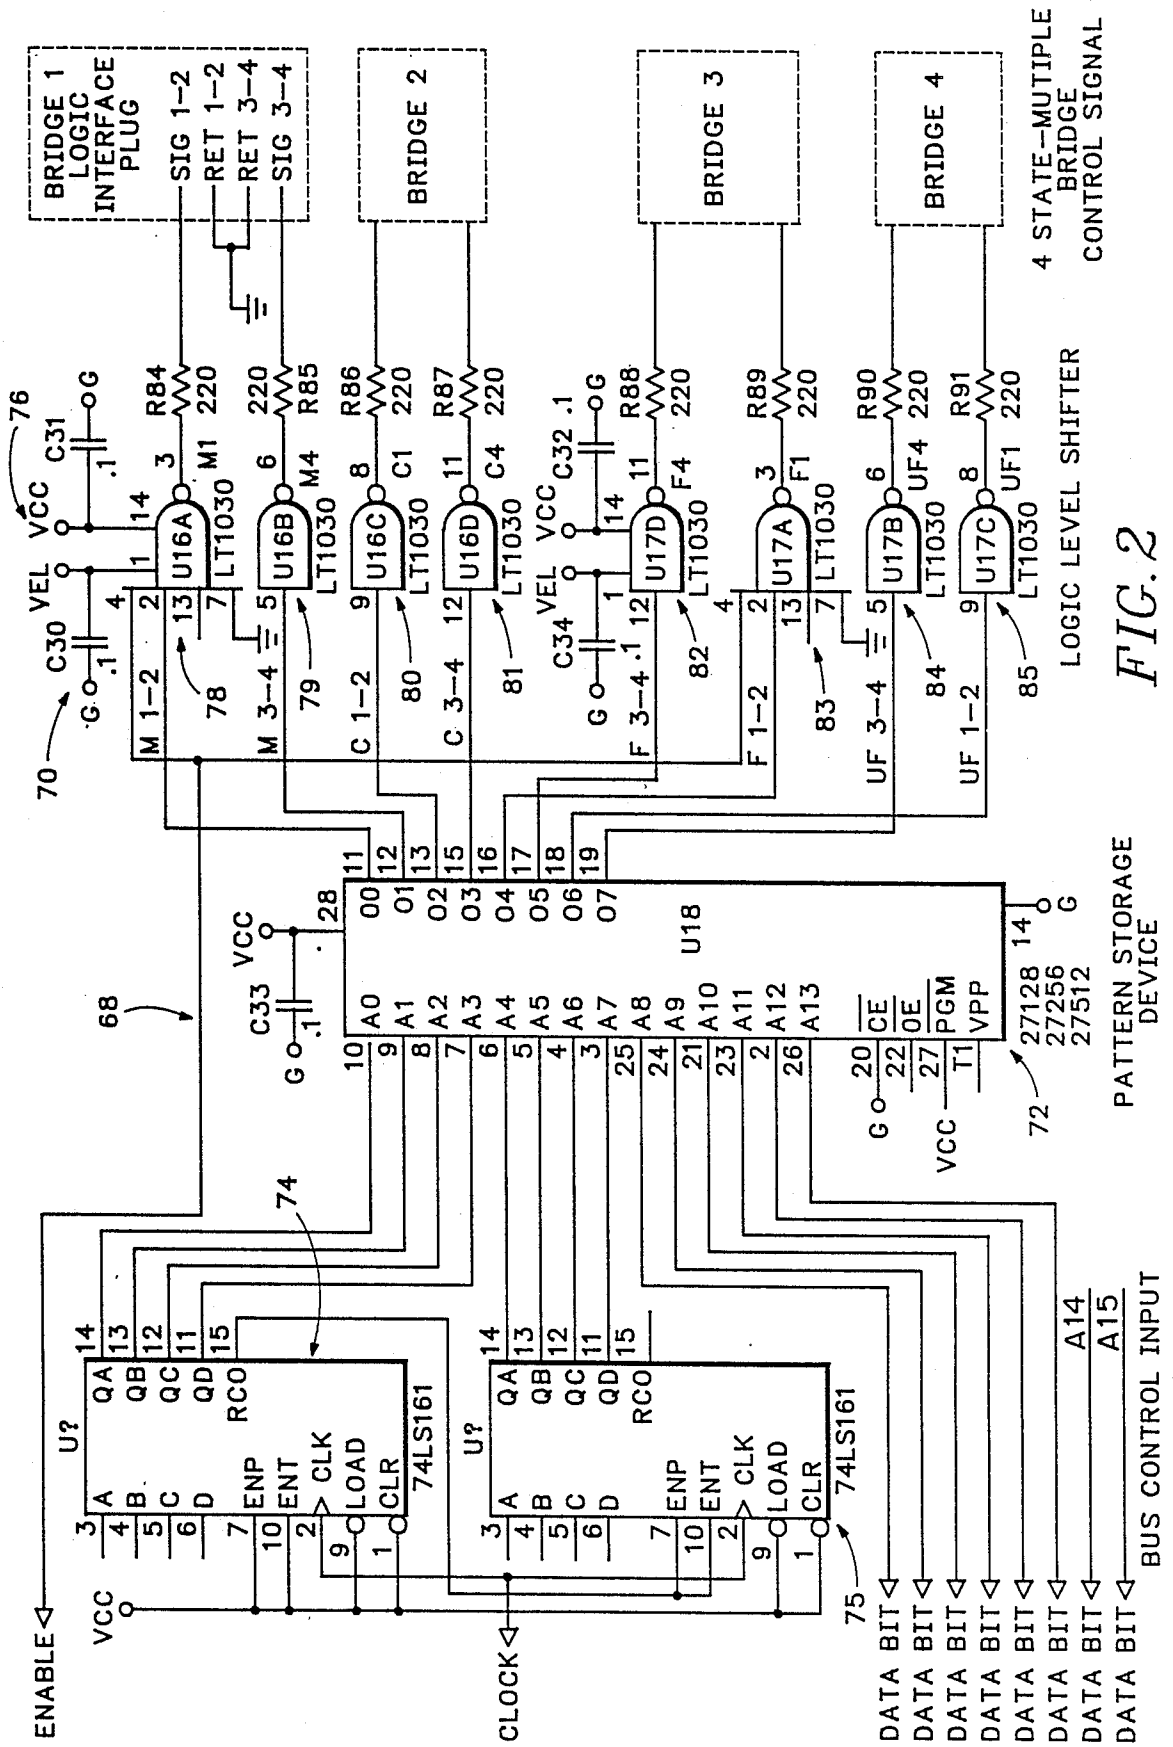 ENABLE
VCC
CLOCK
U?
3 A
4 B
5 C
6 D
7 ENP
10 ENT
2 CLK
9 LOAD
1 CLR
QA 14
QB 13
QC 12
QD 11
RCO 15
74LS161
74
U?
3 A
4 B
5 C
6 D
7 ENP
10 ENT
2 CLK
9 LOAD
1 CLR
QA 14
QB 13
QC 12
QD 11
RCO 15
74LS161
75
DATA BIT
DATA BIT
DATA BIT
DATA BIT
DATA BIT
DATA BIT
DATA BIT A14
DATA BIT A15
BUS CONTROL INPUT
68
G C33 .1 VCC
28
10 A0
9 A1
8 A2
7 A3
6 A4
5 A5
4 A6
3 A7
25 A8
24 A9
21 A10
23 A11
2 A12
26 A13
G 20 CE
22 OE
VCC 27 PGM
T1 VPP
O0 11
O1 12
O2 13
O3 15
O4 16
O5 17
O6 18
O7 19
U18
14 G
72
27128
27256
27512
PATTERN STORAGE
DEVICE
70
76
G C30 .1 VEL
VCC C31 .1 G
4
M 1-2 2
13
7
1 14
U16A
LT1030
3 M1
R84
220
78
M 3-4 5
U16B
LT1030
6 M4
220
R85
79
C 1-2 9
U16C
LT1030
8 C1
R86
220
80
C 3-4 12
U16D
LT1030
11 C4
R87
220
81
G C34 .1 VEL
VCC C32 .1 G
1 14
F 3-4 12
U17D
LT1030
11 F4
R88
220
82
4
F 1-2 2
13
7
U17A
LT1030
3 F1
R89
220
83
UF 3-4 5
U17B
LT1030
6 UF4
R90
220
84
UF 1-2 9
U17C
LT1030
8 UF1
R91
220
85
LOGIC LEVEL SHIFTER
BRIDGE 1
LOGIC
INTERFACE
PLUG
SIG 1-2
RET 1-2
RET 3-4
SIG 3-4
BRIDGE 2
BRIDGE 3
BRIDGE 4
4 STATE-MUTIPLE
BRIDGE
CONTROL SIGNAL
FIG. 2